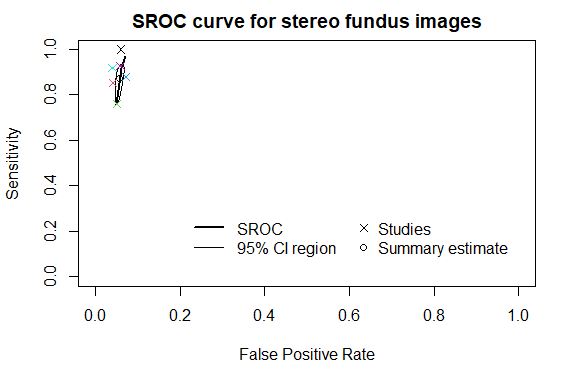 SROC curve for stereo fundus images
Sensitivity
1.0
0.8
0.6
0.4
0.2
0.0
SROC
95% CI region
Studies
Summary estimate
0.0 0.2 0.4 0.6 0.8 1.0
False Positive Rate